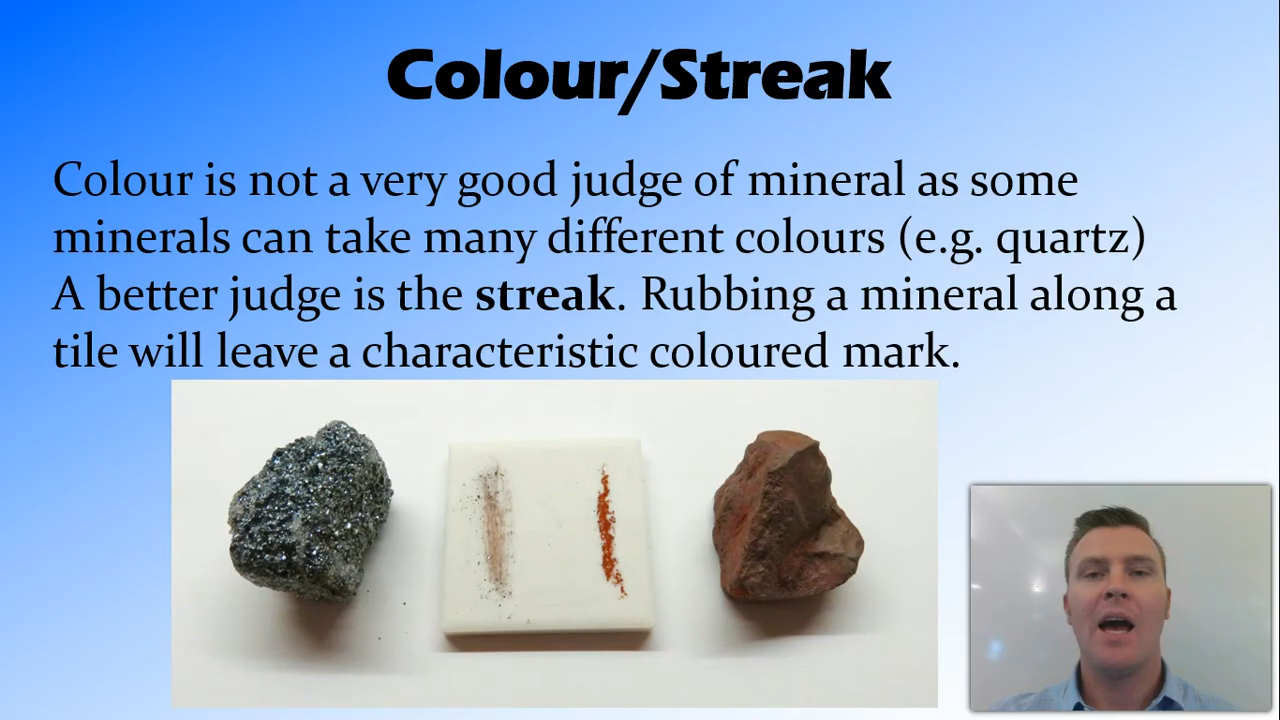 Colour/Streak
Colour is not a very good judge of mineral as some
minerals can take many different colours (e.g. quartz)
A better judge is the streak. Rubbing a mineral along a
tile will leave a characteristic coloured mark.